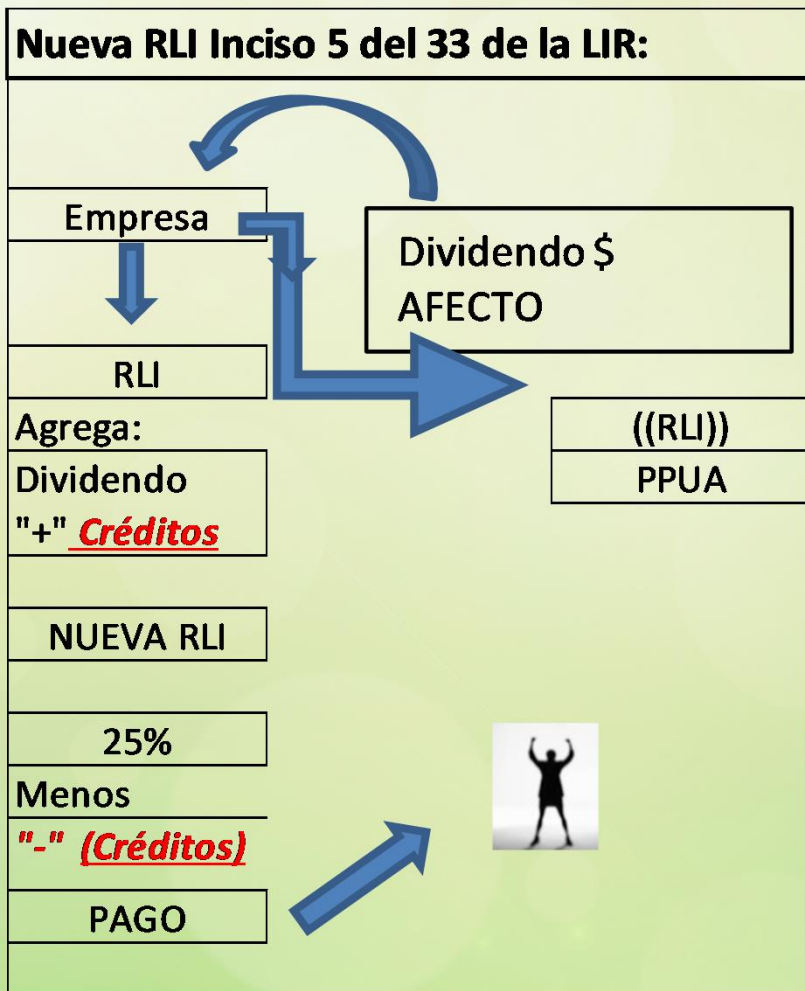 Nueva RLI Inciso 5 del 33 de la LIR:
Empresa
Dividendo $
AFECTO
RLI
Agrega:
Dividendo
"+" Créditos
((RLI))
PPUA
NUEVA RLI
25%
Menos
"-" (Créditos)
PAGO